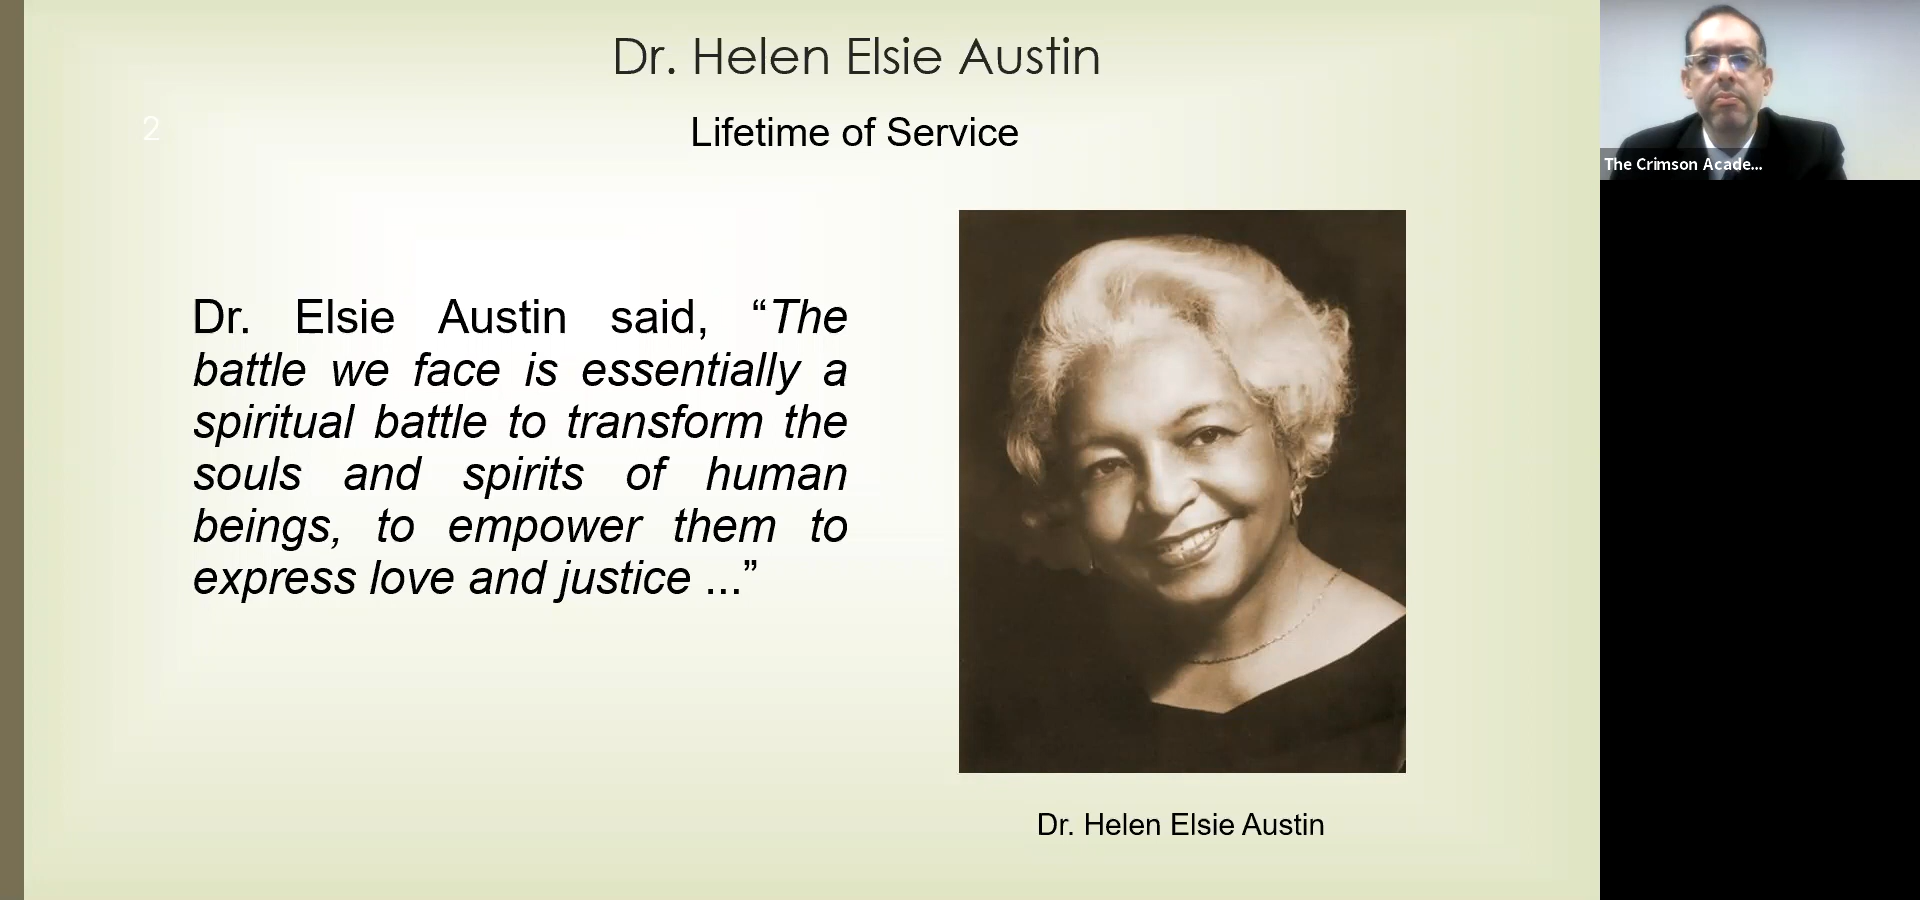 Dr. Helen Elsie Austin
Lifetime of Service
2
Dr. Elsie Austin said, “The
battle we face is essentially a
spiritual battle to transform the
souls and spirits of human
beings, to empower them to
express love and justice ...”
Dr. Helen Elsie Austin
The Crimson Acade...